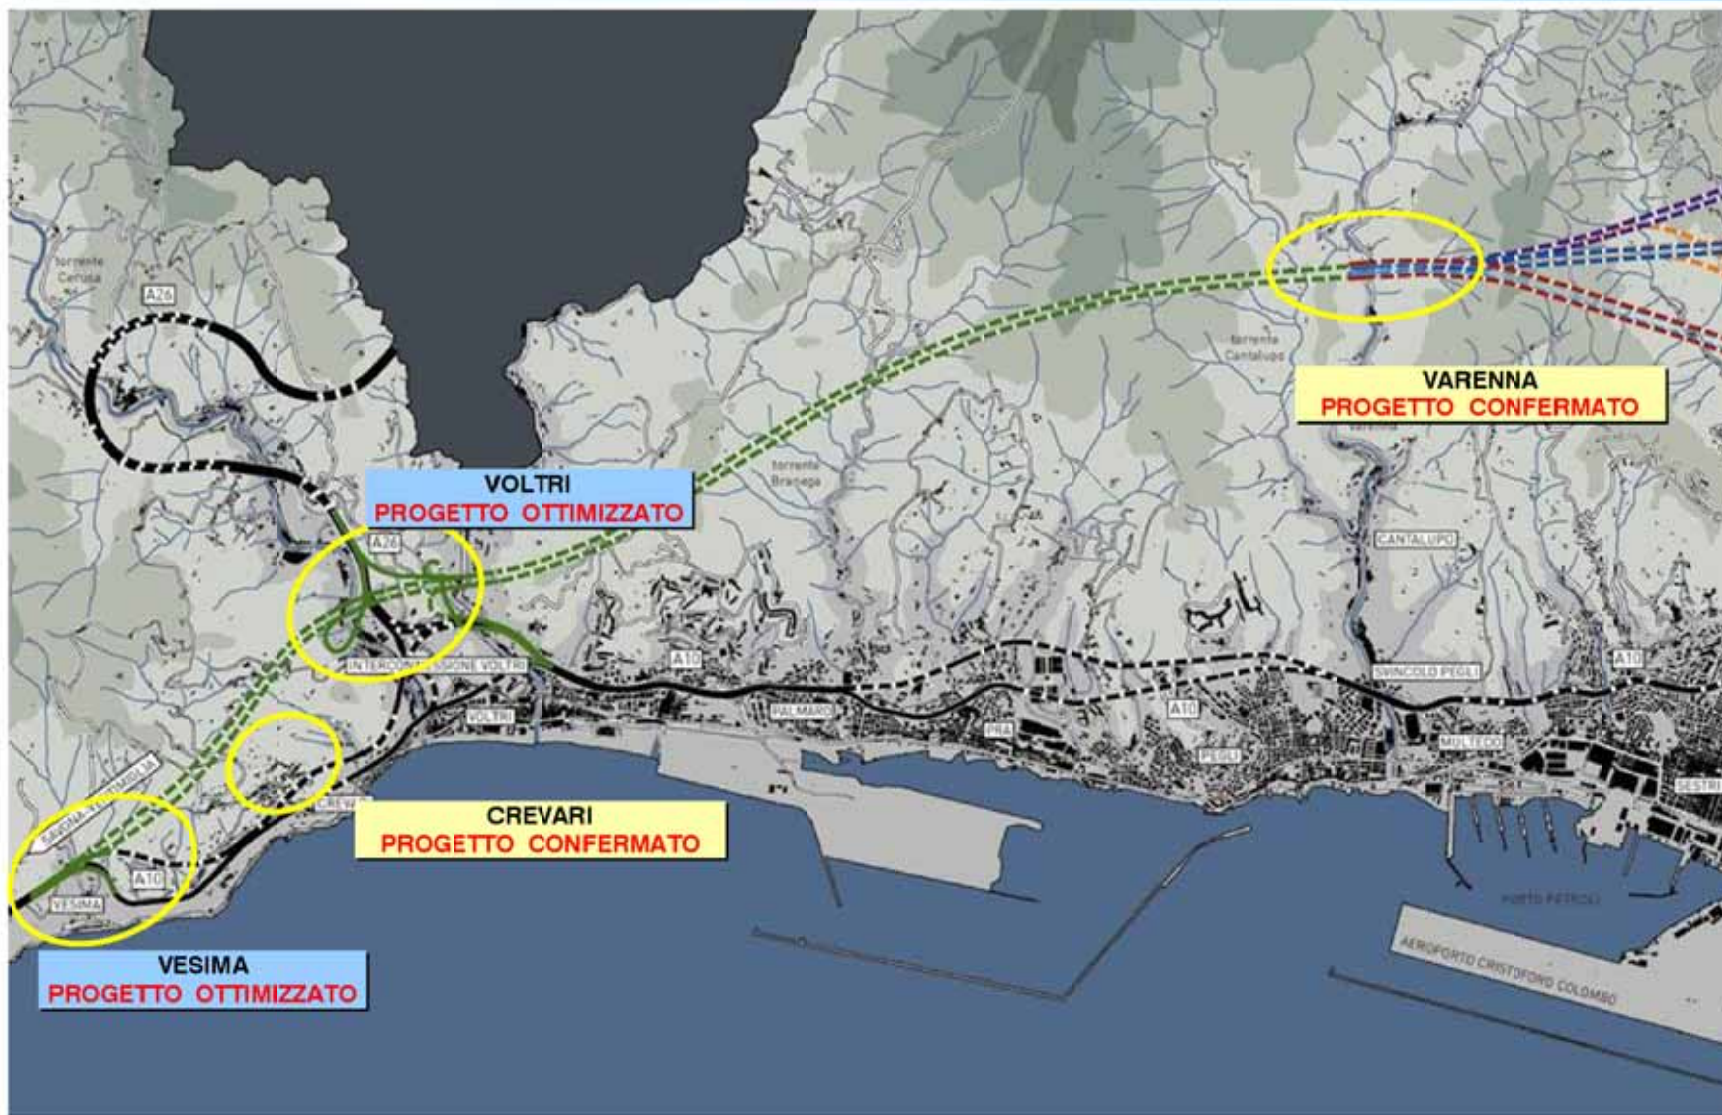 torrente
Cerusa
A26
torrente
Cantalupo
VARENNA
PROGETTO CONFERMATO
Varenna
torrente
Branega
VOLTRI
PROGETTO OTTIMIZZATO
A26
CANTALUPO
A10
A10
SVINCOLO PEGLI
VOLTRI
PALMARO
PRA
A10
PEGLI
MULTEDO
SESTRI
CREVARI
PROGETTO CONFERMATO
A10
VESIMA
PORTO PETROLI
AEROPORTO CRISTOFORO COLOMBO
VESIMA
PROGETTO OTTIMIZZATO